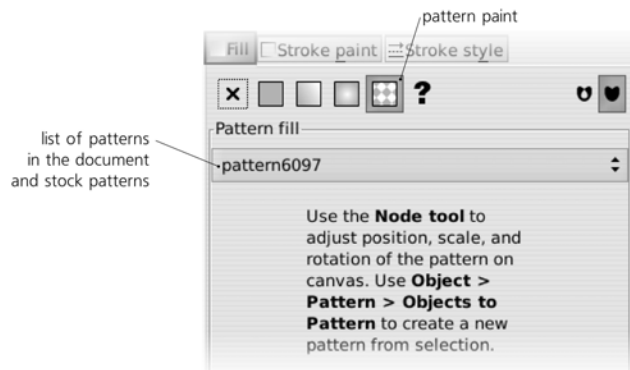 pattern paint
Fill Stroke paint Stroke style
?
Pattern fill
list of patterns
in the document
and stock patterns
pattern6097
Use the Node tool to
adjust position, scale, and
rotation of the pattern on
canvas. Use Object >
Pattern > Objects to
Pattern to create a new
pattern from selection.